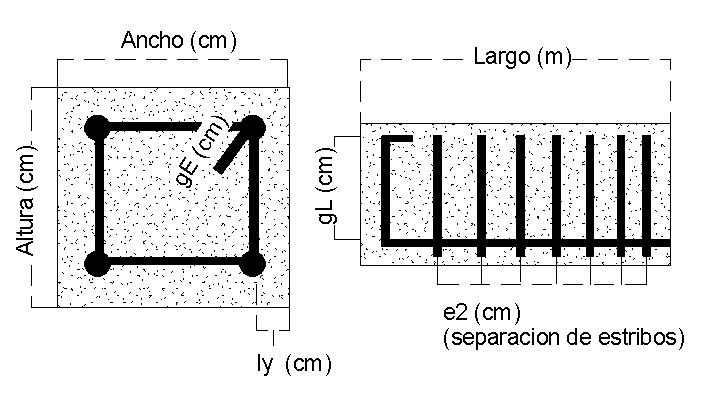 Ancho (cm)
Largo (m)
Altura (cm)
gE (cm)
gL (cm)
ly (cm)
e2 (cm)
(separacion de estribos)